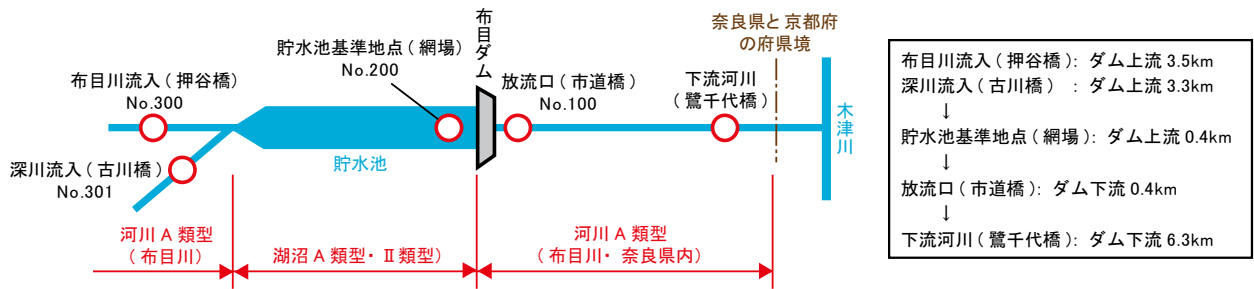 布目川流入(押谷橋)
No.300
深川流入(古川橋)
No.301
貯水池基準地点(網場)
No.200
貯水池
布目ダム
放流口(市道橋)
No.100
下流河川
(鷺千代橋)
奈良県と京都府
の府県境
木津川
河川A類型
(布目川)
湖沼A類型・Ⅱ類型)
河川A類型
(布目川・奈良県内)
布目川流入(押谷橋): ダム上流 3.5km
深川流入(古川橋) : ダム上流 3.3km
↓
貯水池基準地点(網場): ダム上流 0.4km
↓
放流口(市道橋): ダム下流 0.4km
↓
下流河川(鷺千代橋): ダム下流 6.3km